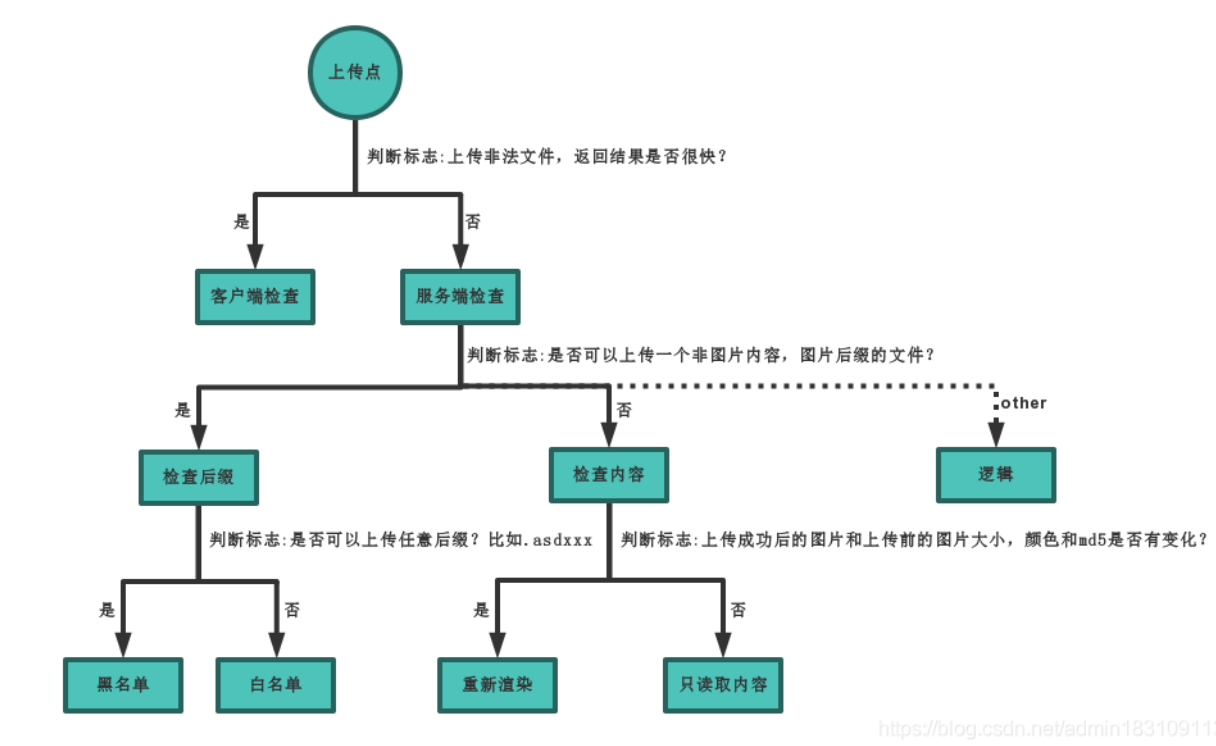 上传点
判断标志:上传非法文件，返回结果是否很快？
是
否
客户端检查
服务端检查
判断标志:是否可以上传一个非图片内容，图片后缀的文件？
是
否
other
检查后缀
检查内容
逻辑
判断标志:是否可以上传任意后缀？比如.asdxxx
判断标志:上传成功后的图片和上传前的图片大小，颜色和md5是否有变化？
是
否
是
否
黑名单
白名单
重新渲染
只读取内容